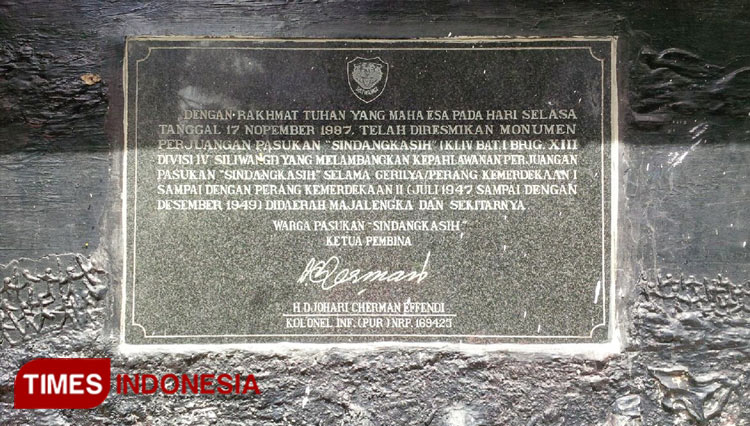 DENGAN RAKHMAT TUHAN YANG MAHA ESA PADA HARI SELASA
TANGGAL 17 NOPEMBER 1987, TELAH DIRESMIKAN MONUMEN
PERJUANGAN PASUKAN "SINDANGKASIH" (KI.IV BAT.I BRIG. XIII
DIVISI IV SILIWANGI) YANG MELAMBANGKAN KEPAHLAWANAN PERJUANGAN
PASUKAN "SINDANGKASIH" SELAMA GERILYA/PERANG KEMERDEKAAN I
SAMPAI DENGAN PERANG KEMERDEKAAN II (JULI 1947 SAMPAI DENGAN
DESEMBER 1949) DIDAERAH MAJALENGKA DAN SEKITARNYA.
WARGA PASUKAN "SINDANGKASIH"
KETUA PEMBINA
H.D.JOHARI CHERMAN EFFENDI
KOLONEL INF. (PUR) NRP. 169425
TIMES INDONESIA